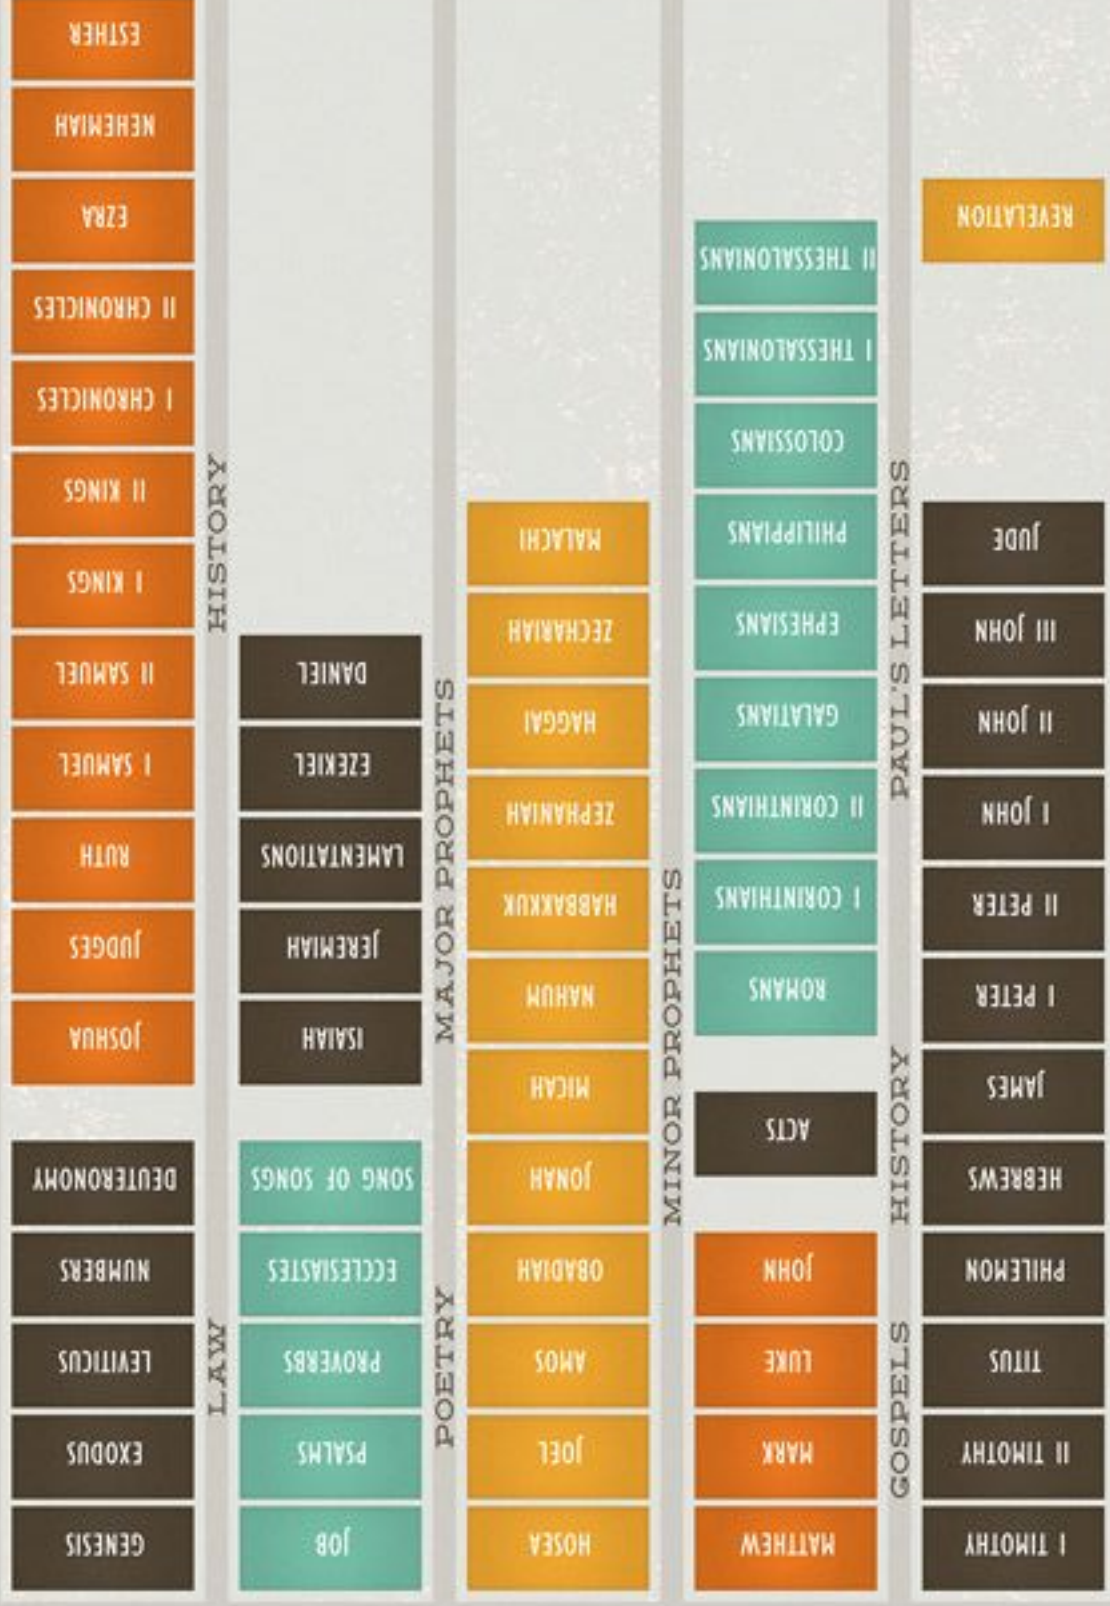 LAW
GENESIS
EXODUS
LEVITICUS
NUMBERS
DEUTERONOMY
HISTORY
JOSHUA
JUDGES
RUTH
I SAMUEL
II SAMUEL
I KINGS
II KINGS
I CHRONICLES
II CHRONICLES
EZRA
NEHEMIAH
ESTHER
POETRY
JOB
PSALMS
PROVERBS
ECCLESIASTES
SONG OF SONGS
MAJOR PROPHETS
ISAIAH
JEREMIAH
LAMENTATIONS
EZEKIEL
DANIEL
MINOR PROPHETS
HOSEA
JOEL
AMOS
OBADIAH
JONAH
MICAH
NAHUM
HABBAKKUK
ZEPHANIAH
HAGGAI
ZECHARIAH
MALACHI
GOSPELS
MATTHEW
MARK
LUKE
JOHN
HISTORY
ACTS
PAUL'S LETTERS
ROMANS
I CORINTHIANS
II CORINTHIANS
GALATIANS
EPHESIANS
PHILIPPIANS
COLOSSIANS
I THESSALONIANS
II THESSALONIANS
I TIMOTHY
II TIMOTHY
TITUS
PHILEMON
HEBREWS
JAMES
I PETER
II PETER
I JOHN
II JOHN
III JOHN
JUDE
REVELATION